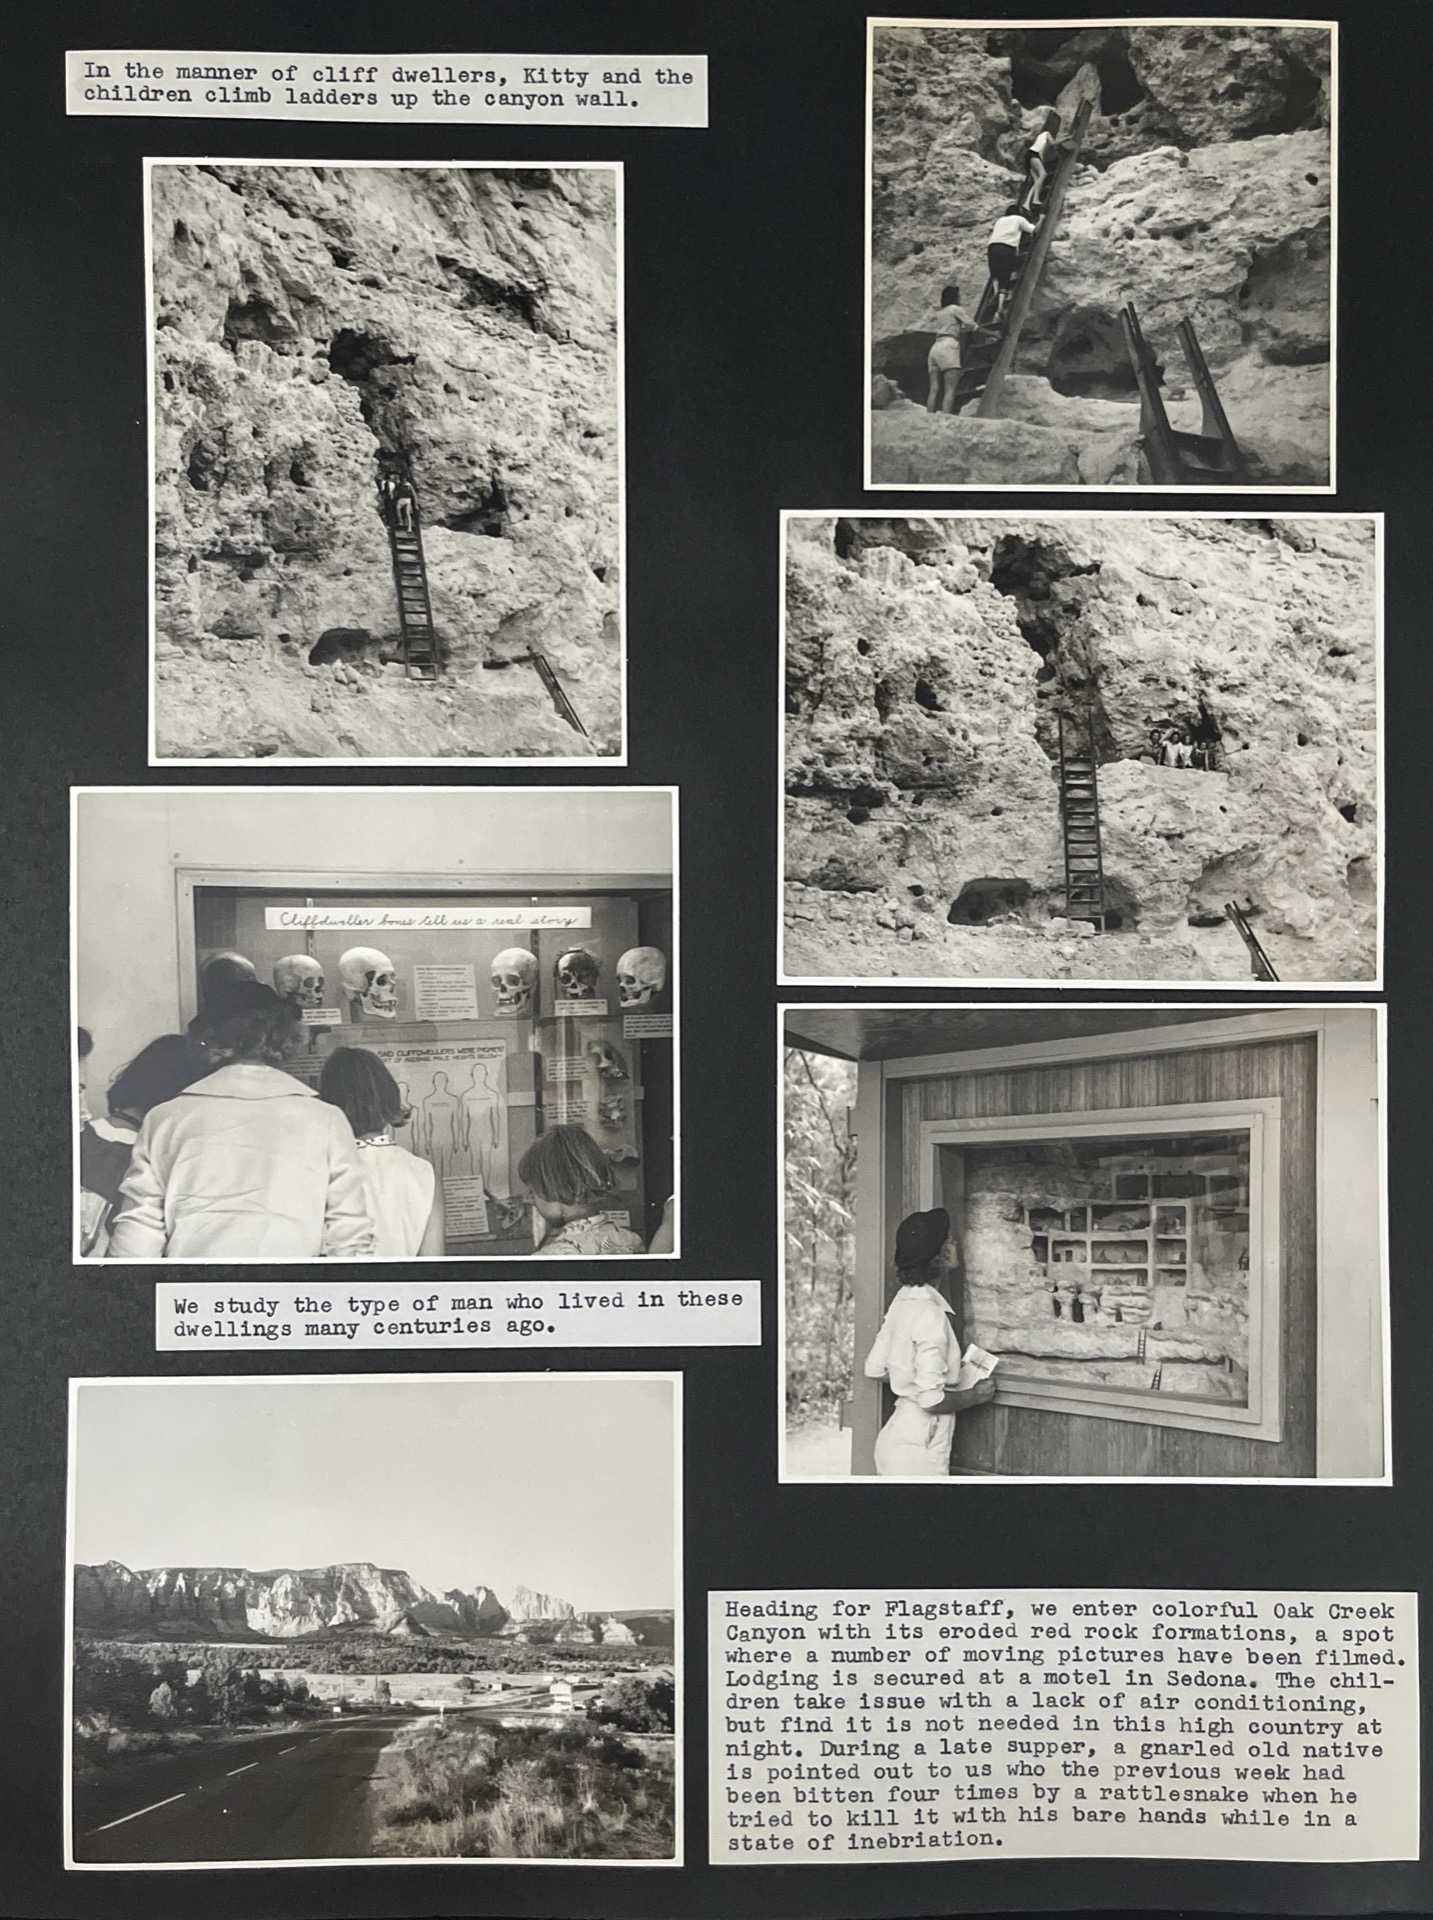 In the manner of cliff dwellers, Kitty and the
children climb ladders up the canyon wall.
Cliffdweller bones tell us a real story
SAID CLIFFDWELLERS WERE PYGMIES?
OF AVERAGE MALE HEIGHTS BELOW
We study the type of man who lived in these
dwellings many centuries ago.
Heading for Flagstaff, we enter colorful Oak Creek
Canyon with its eroded red rock formations, a spot
where a number of moving pictures have been filmed.
Lodging is secured at a motel in Sedona. The chil-
dren take issue with a lack of air conditioning,
but find it is not needed in this high country at
night. During a late supper, a gnarled old native
is pointed out to us who the previous week had
been bitten four times by a rattlesnake when he
tried to kill it with his bare hands while in a
state of inebriation.